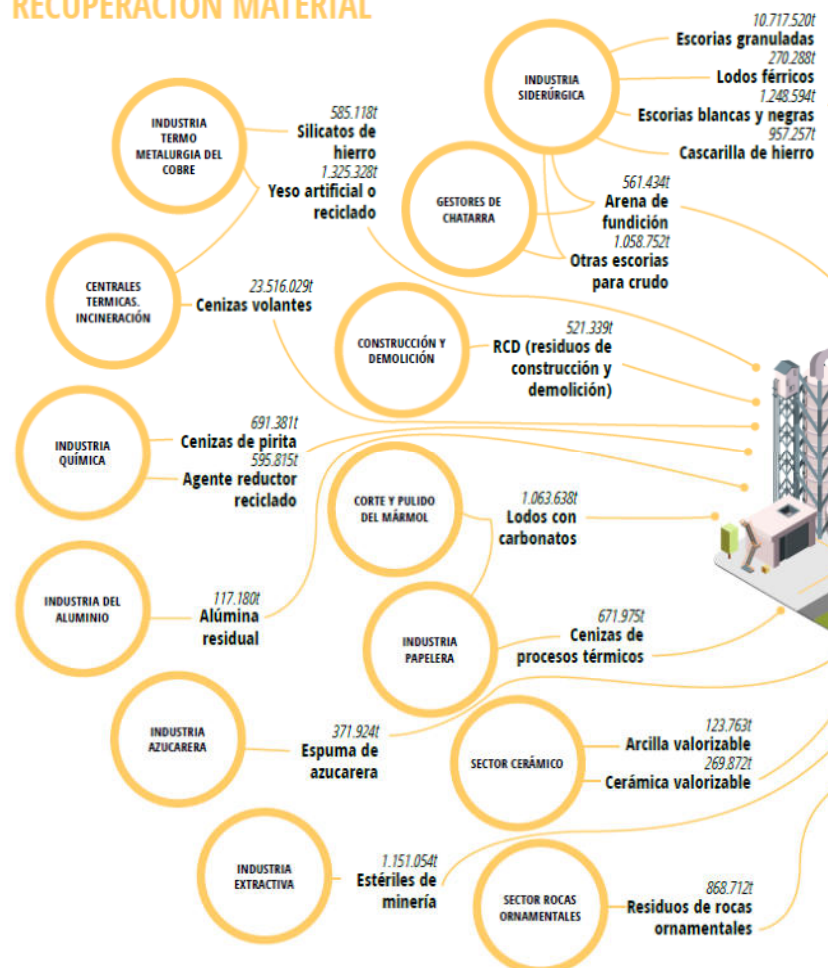 RECUPERACIÓN MATERIAL
INDUSTRIA
TERMO
METALURGIA DEL
COBRE
585.118t
Silicatos de
hierro
1.325.328t
Yeso artificial o
reciclado
INDUSTRIA
SIDERÚRGICA
10.717.520t
Escorias granuladas
270.288t
Lodos férricos
1.248.594t
Escorias blancas y negras
957.257t
Cascarilla de hierro
GESTORES DE
CHATARRA
561.434t
Arena de
fundición
1.058.752t
Otras escorias
para crudo
CENTRALES
TERMICAS.
INCINERACIÓN
23.516.029t
Cenizas volantes
CONSTRUCCIÓN Y
DEMOLICIÓN
521.339t
RCD (residuos de
construcción y
demolición)
INDUSTRIA
QUÍMICA
691.381t
Cenizas de pirita
595.815t
Agente reductor
reciclado
CORTE Y PULIDO
DEL MÁRMOL
1.063.638t
Lodos con
carbonatos
INDUSTRIA DEL
ALUMINIO
117.180t
Alúmina
residual
INDUSTRIA
PAPELERA
671.975t
Cenizas de
procesos térmicos
INDUSTRIA
AZUCARERA
371.924t
Espuma de
azucarera
SECTOR CERÁMICO
123.763t
Arcilla valorizable
269.872t
Cerámica valorizable
INDUSTRIA
EXTRACTIVA
1.151.054t
Estériles de
minería
SECTOR ROCAS
ORNAMENTALES
868.712t
Residuos de rocas
ornamentales